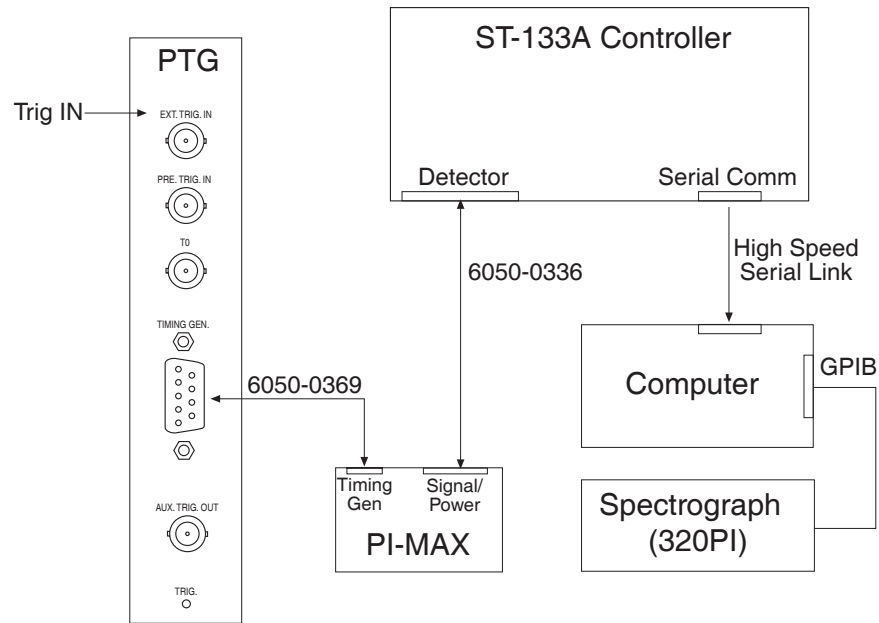 PTG
Trig IN
EXT. TRIG. IN
PRE. TRIG. IN
T0
TIMING GEN.
6050-0369
AUX. TRIG. OUT
TRIG.
ST-133A Controller
Detector
Serial Comm
6050-0336
High Speed
Serial Link
Computer
GPIB
Timing
Gen
Signal/
Power
PI-MAX
Spectrograph
(320PI)